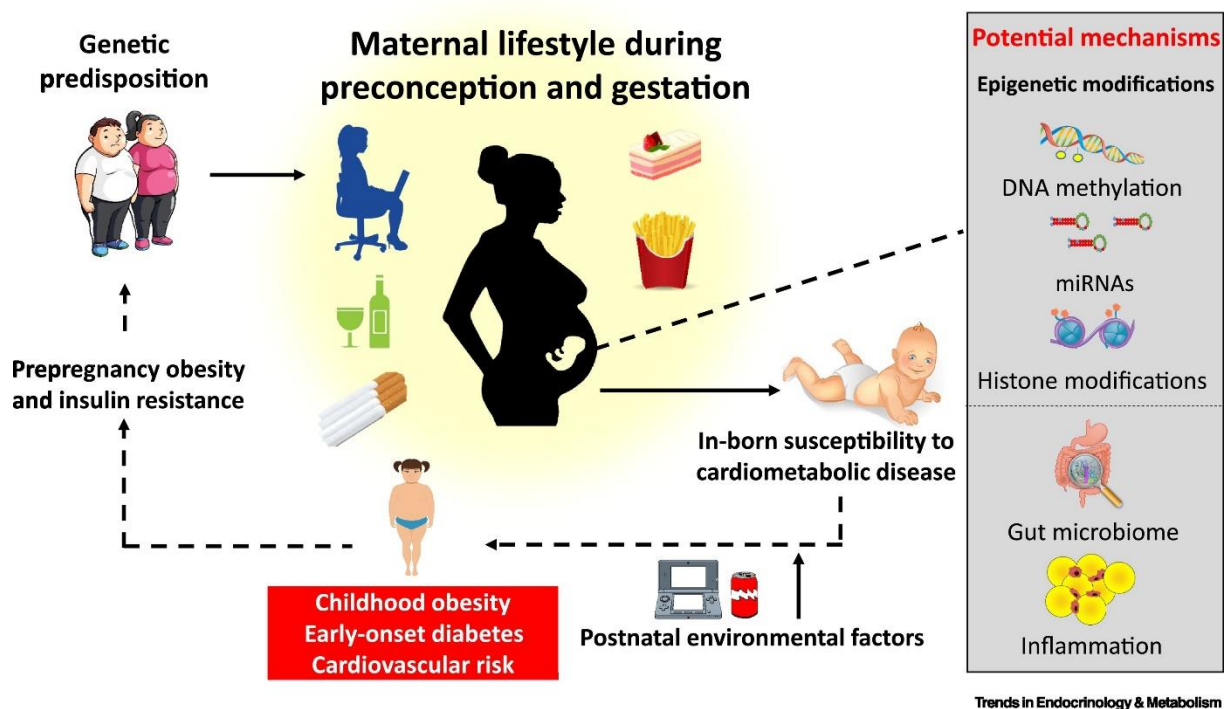 Genetic
predisposition
Maternal lifestyle during
preconception and gestation
Potential mechanisms
Epigenetic modifications
DNA methylation
miRNAs
Histone modifications
Gut microbiome
Inflammation
Prepregnancy obesity
and insulin resistance
In-born susceptibility to
cardiometabolic disease
Childhood obesity
Early-onset diabetes
Cardiovascular risk
Postnatal environmental factors
Trends in Endocrinology & Metabolism